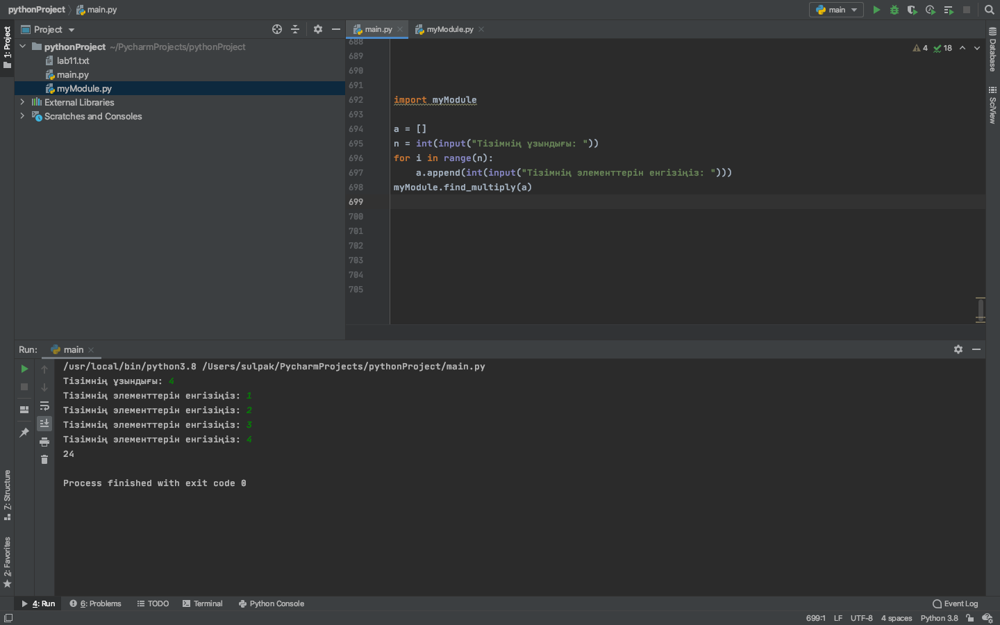 pythonProject main.py
main
1: Project
Project
main.py
myModule.py
Database
SciView
pythonProject ~/PycharmProjects/pythonProject
lab11.txt
main.py
myModule.py
External Libraries
Scratches and Consoles
4 18
688
689
690
691
692 import myModule
693
694 a = []
695 n = int(input("Тізімнің ұзындығы: "))
696 for i in range(n):
697 a.append(int(input("Тізімнің элементтерін енгізіңіз: ")))
698 myModule.find_multiply(a)
699
700
701
702
703
704
705
Run: main
/usr/local/bin/python3.8 /Users/sulpak/PycharmProjects/pythonProject/main.py
Тізімнің ұзындығы: 4
Тізімнің элементтерін енгізіңіз: 1
Тізімнің элементтерін енгізіңіз: 2
Тізімнің элементтерін енгізіңіз: 3
Тізімнің элементтерін енгізіңіз: 4
24
Process finished with exit code 0
Z: Structure
2: Favorites
4: Run 6: Problems TODO Terminal Python Console Event Log
699:1 LF UTF-8 4 spaces Python 3.8